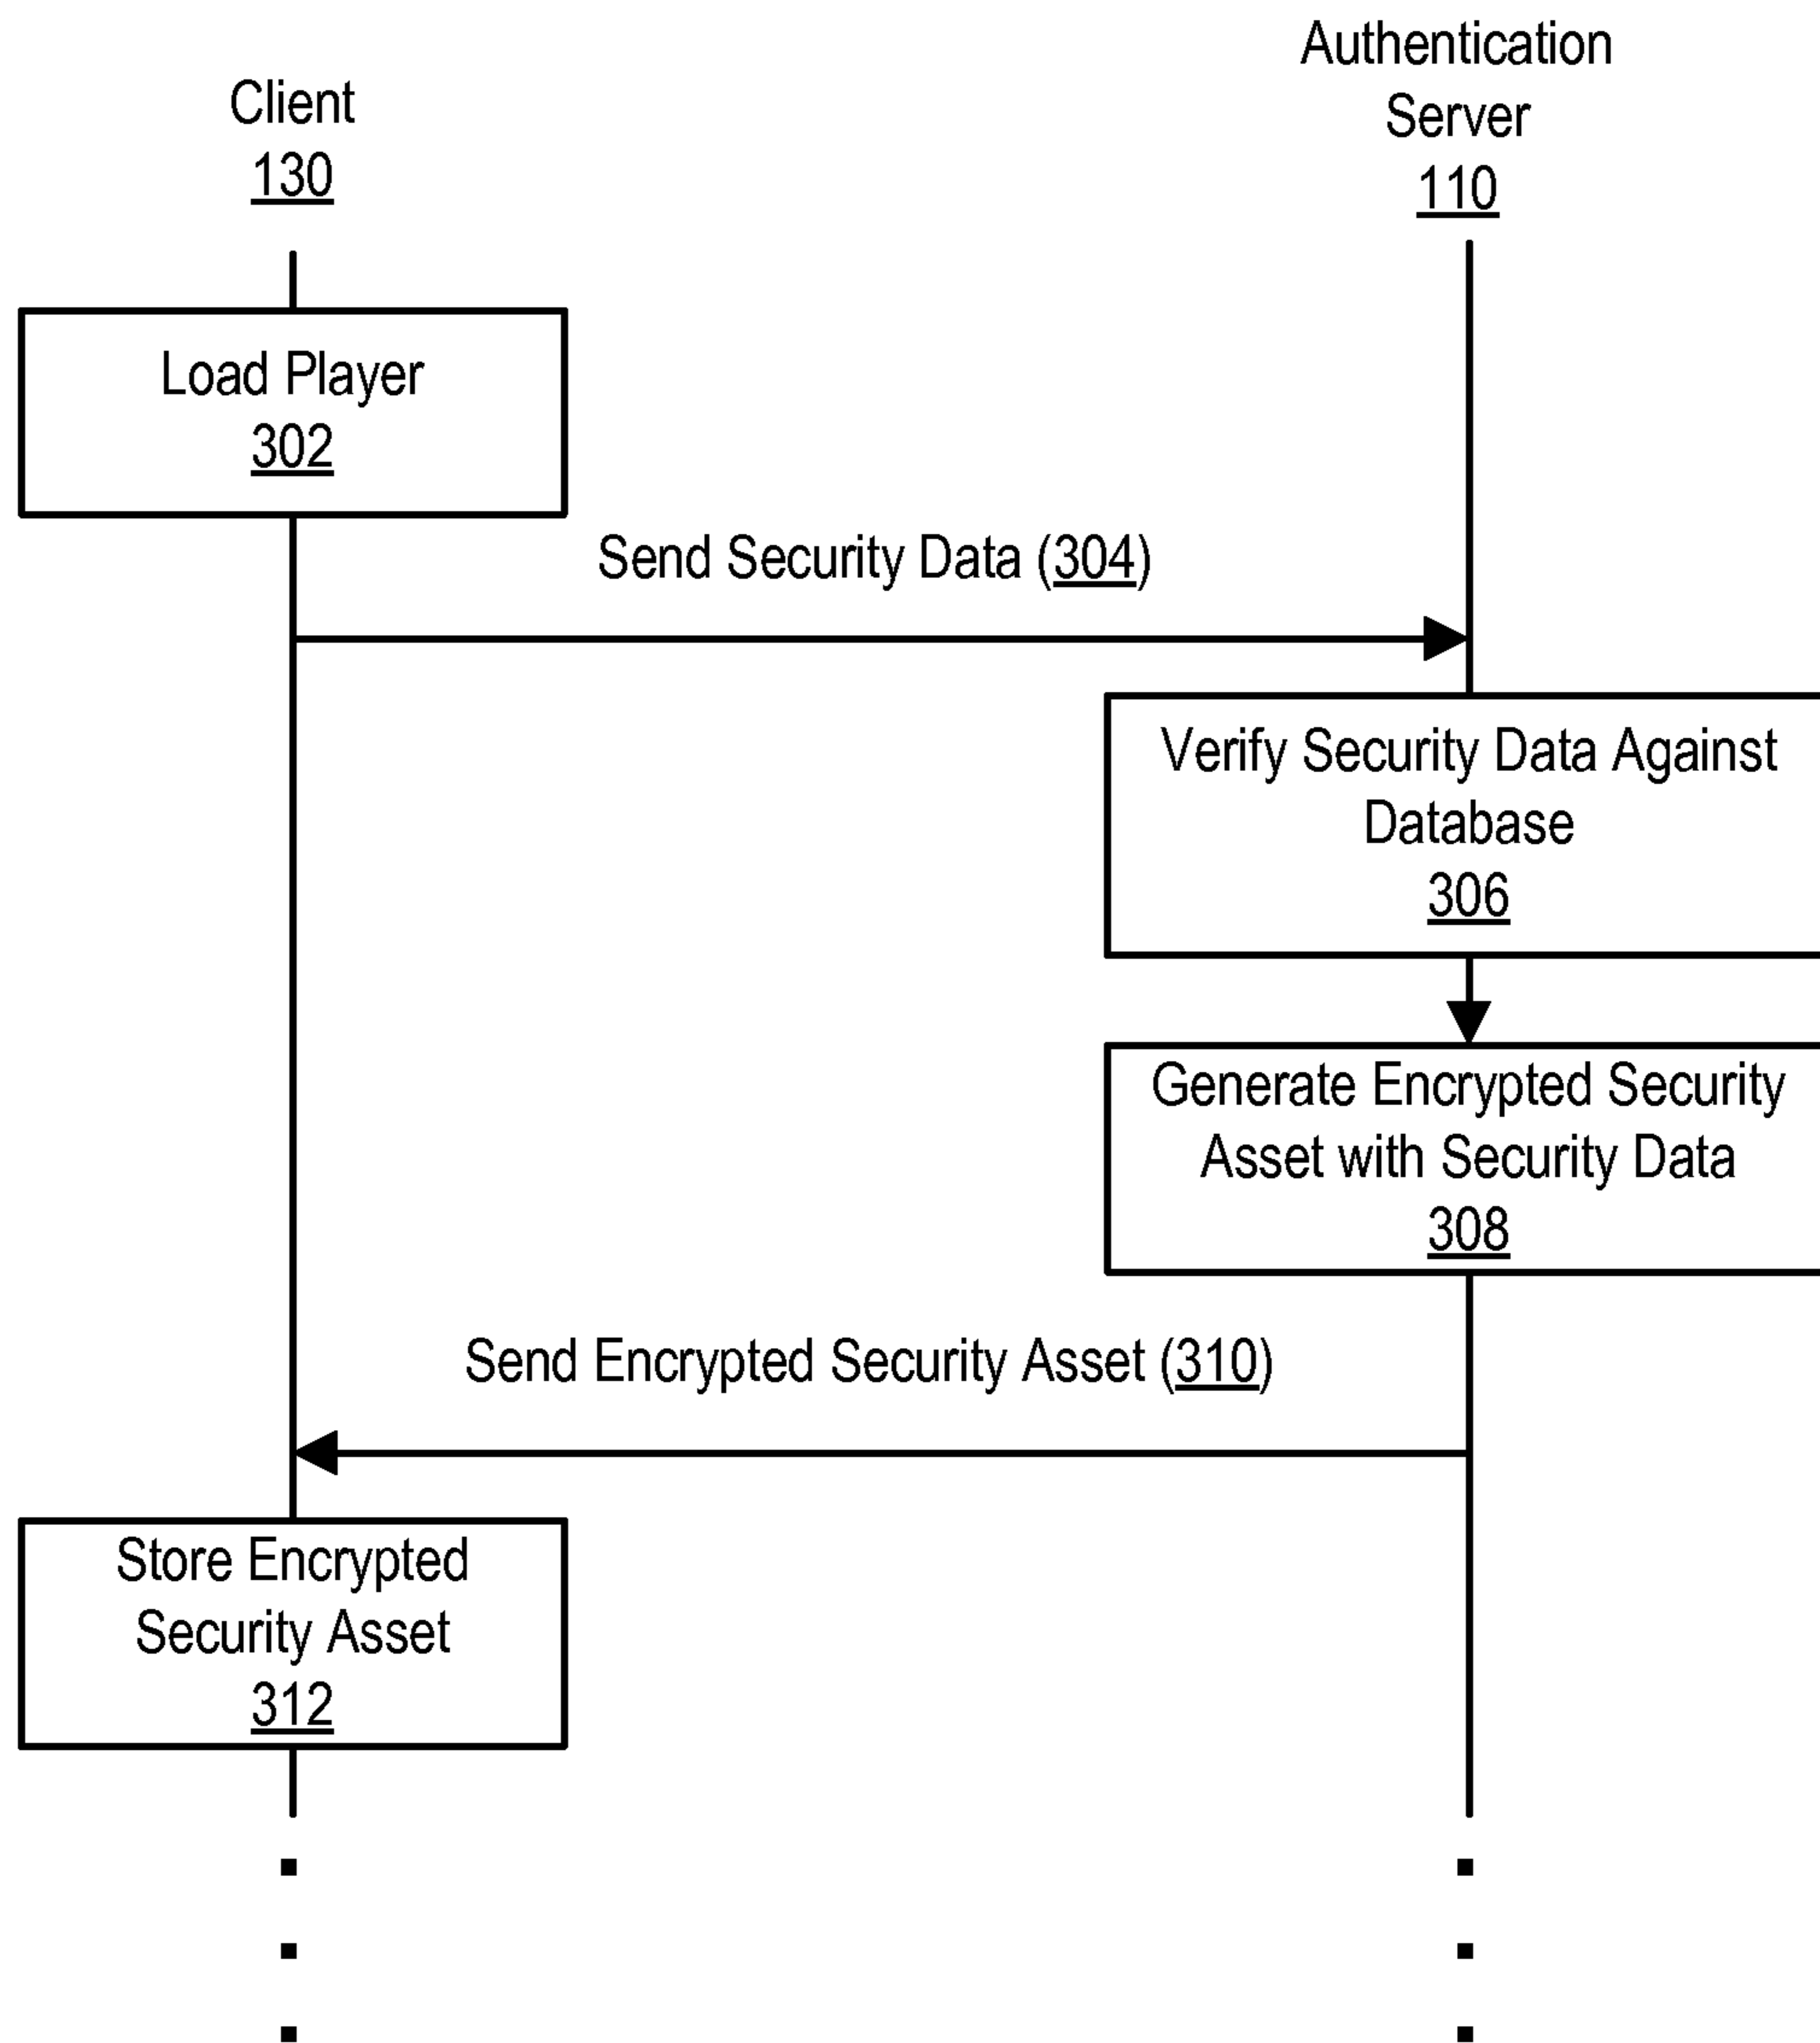 Client
130
Authentication
Server
110
Load Player
302
Send Security Data (304)
Verify Security Data Against
Database
306
Generate Encrypted Security
Asset with Security Data
308
Send Encrypted Security Asset (310)
Store Encrypted
Security Asset
312